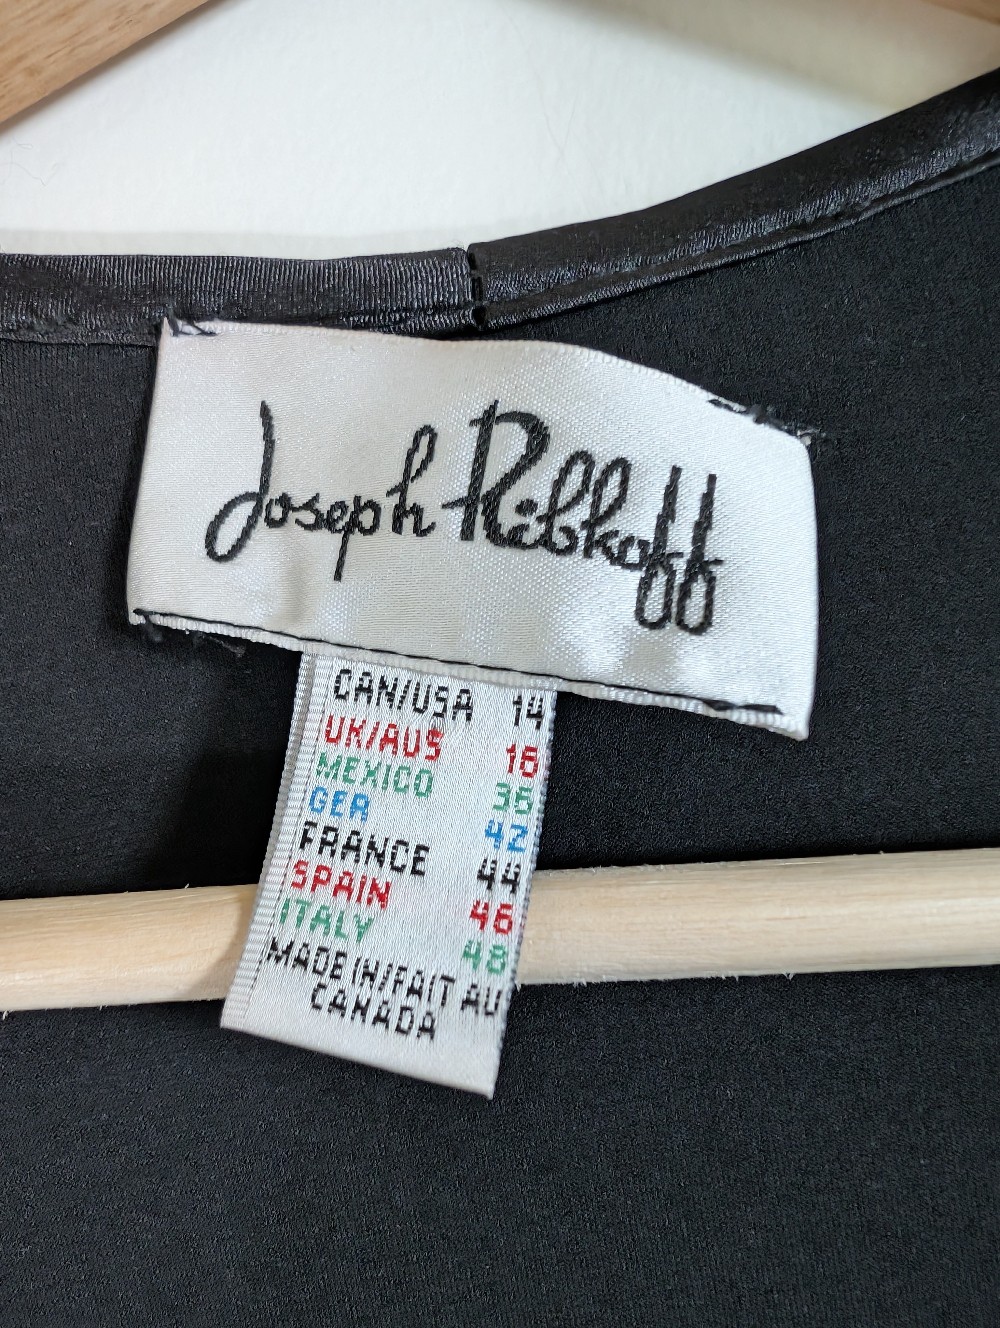 Joseph Ribkoff
CAN/USA 14
UK/AUS 16
MEXICO 36
GER 42
FRANCE 44
SPAIN 46
ITALY 48
MADE IN/FAIT AU
CANADA